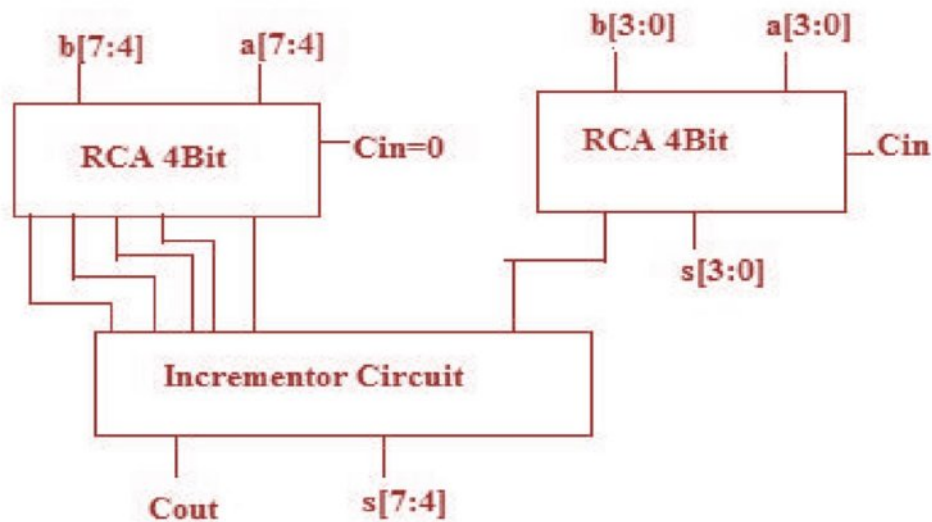 b[7:4] a[7:4] b[3:0] a[3:0]
RCA 4Bit Cin=0 RCA 4Bit Cin
s[3:0]
Incrementor Circuit
Cout s[7:4]